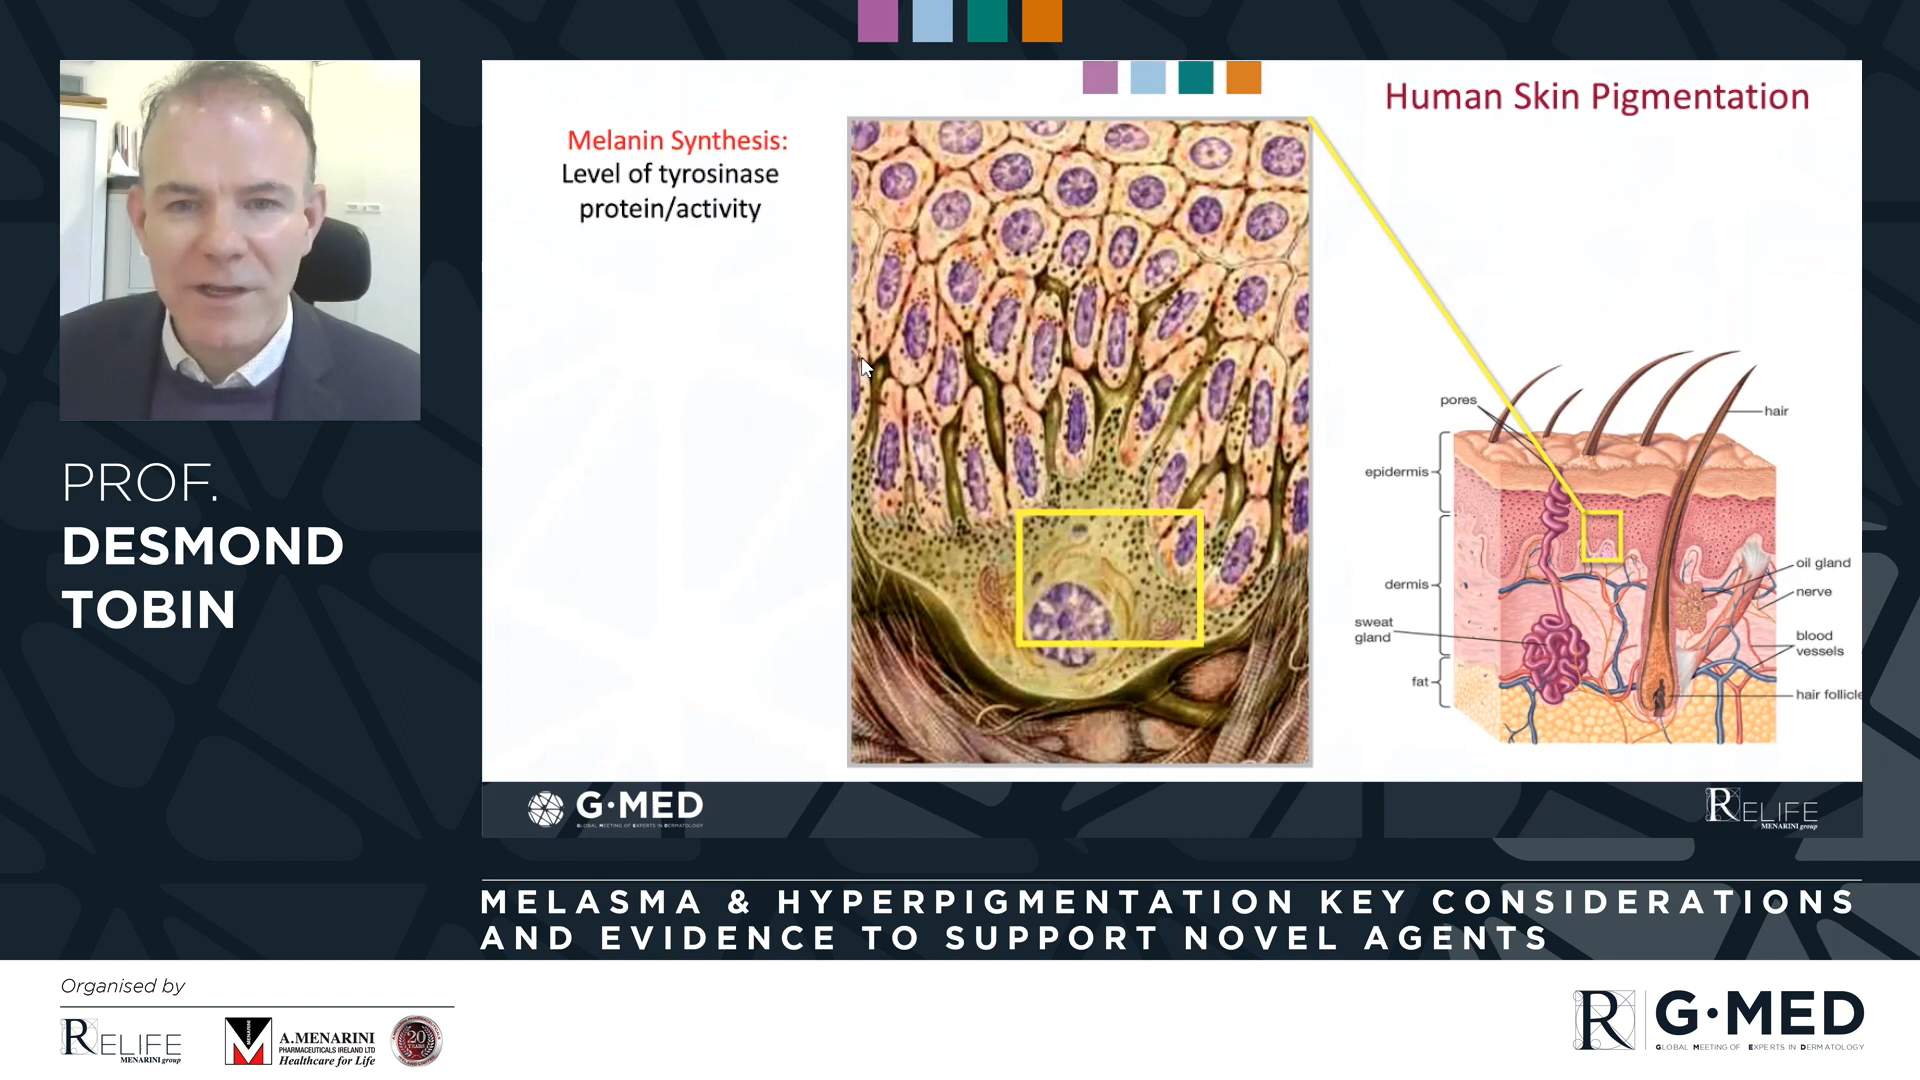 PROF.
DESMOND
TOBIN
Human Skin Pigmentation
Melanin Synthesis:
Level of tyrosinase
protein/activity
pores
hair
epidermis
dermis
sweat
gland
fat
oil gland
nerve
blood
vessels
hair follicle
G·MED
GLOBAL MEETING OF EXPERTS IN DERMATOLOGY
RELIFE
MENARINI group
MELASMA & HYPERPIGMENTATION KEY CONSIDERATIONS
AND EVIDENCE TO SUPPORT NOVEL AGENTS
Organised by
RELIFE
MENARINI group
MENARINI
A.MENARINI
PHARMACEUTICALS IRELAND LTD
Healthcare for Life
20
YEARS
R
G·MED
GLOBAL MEETING OF EXPERTS IN DERMATOLOGY